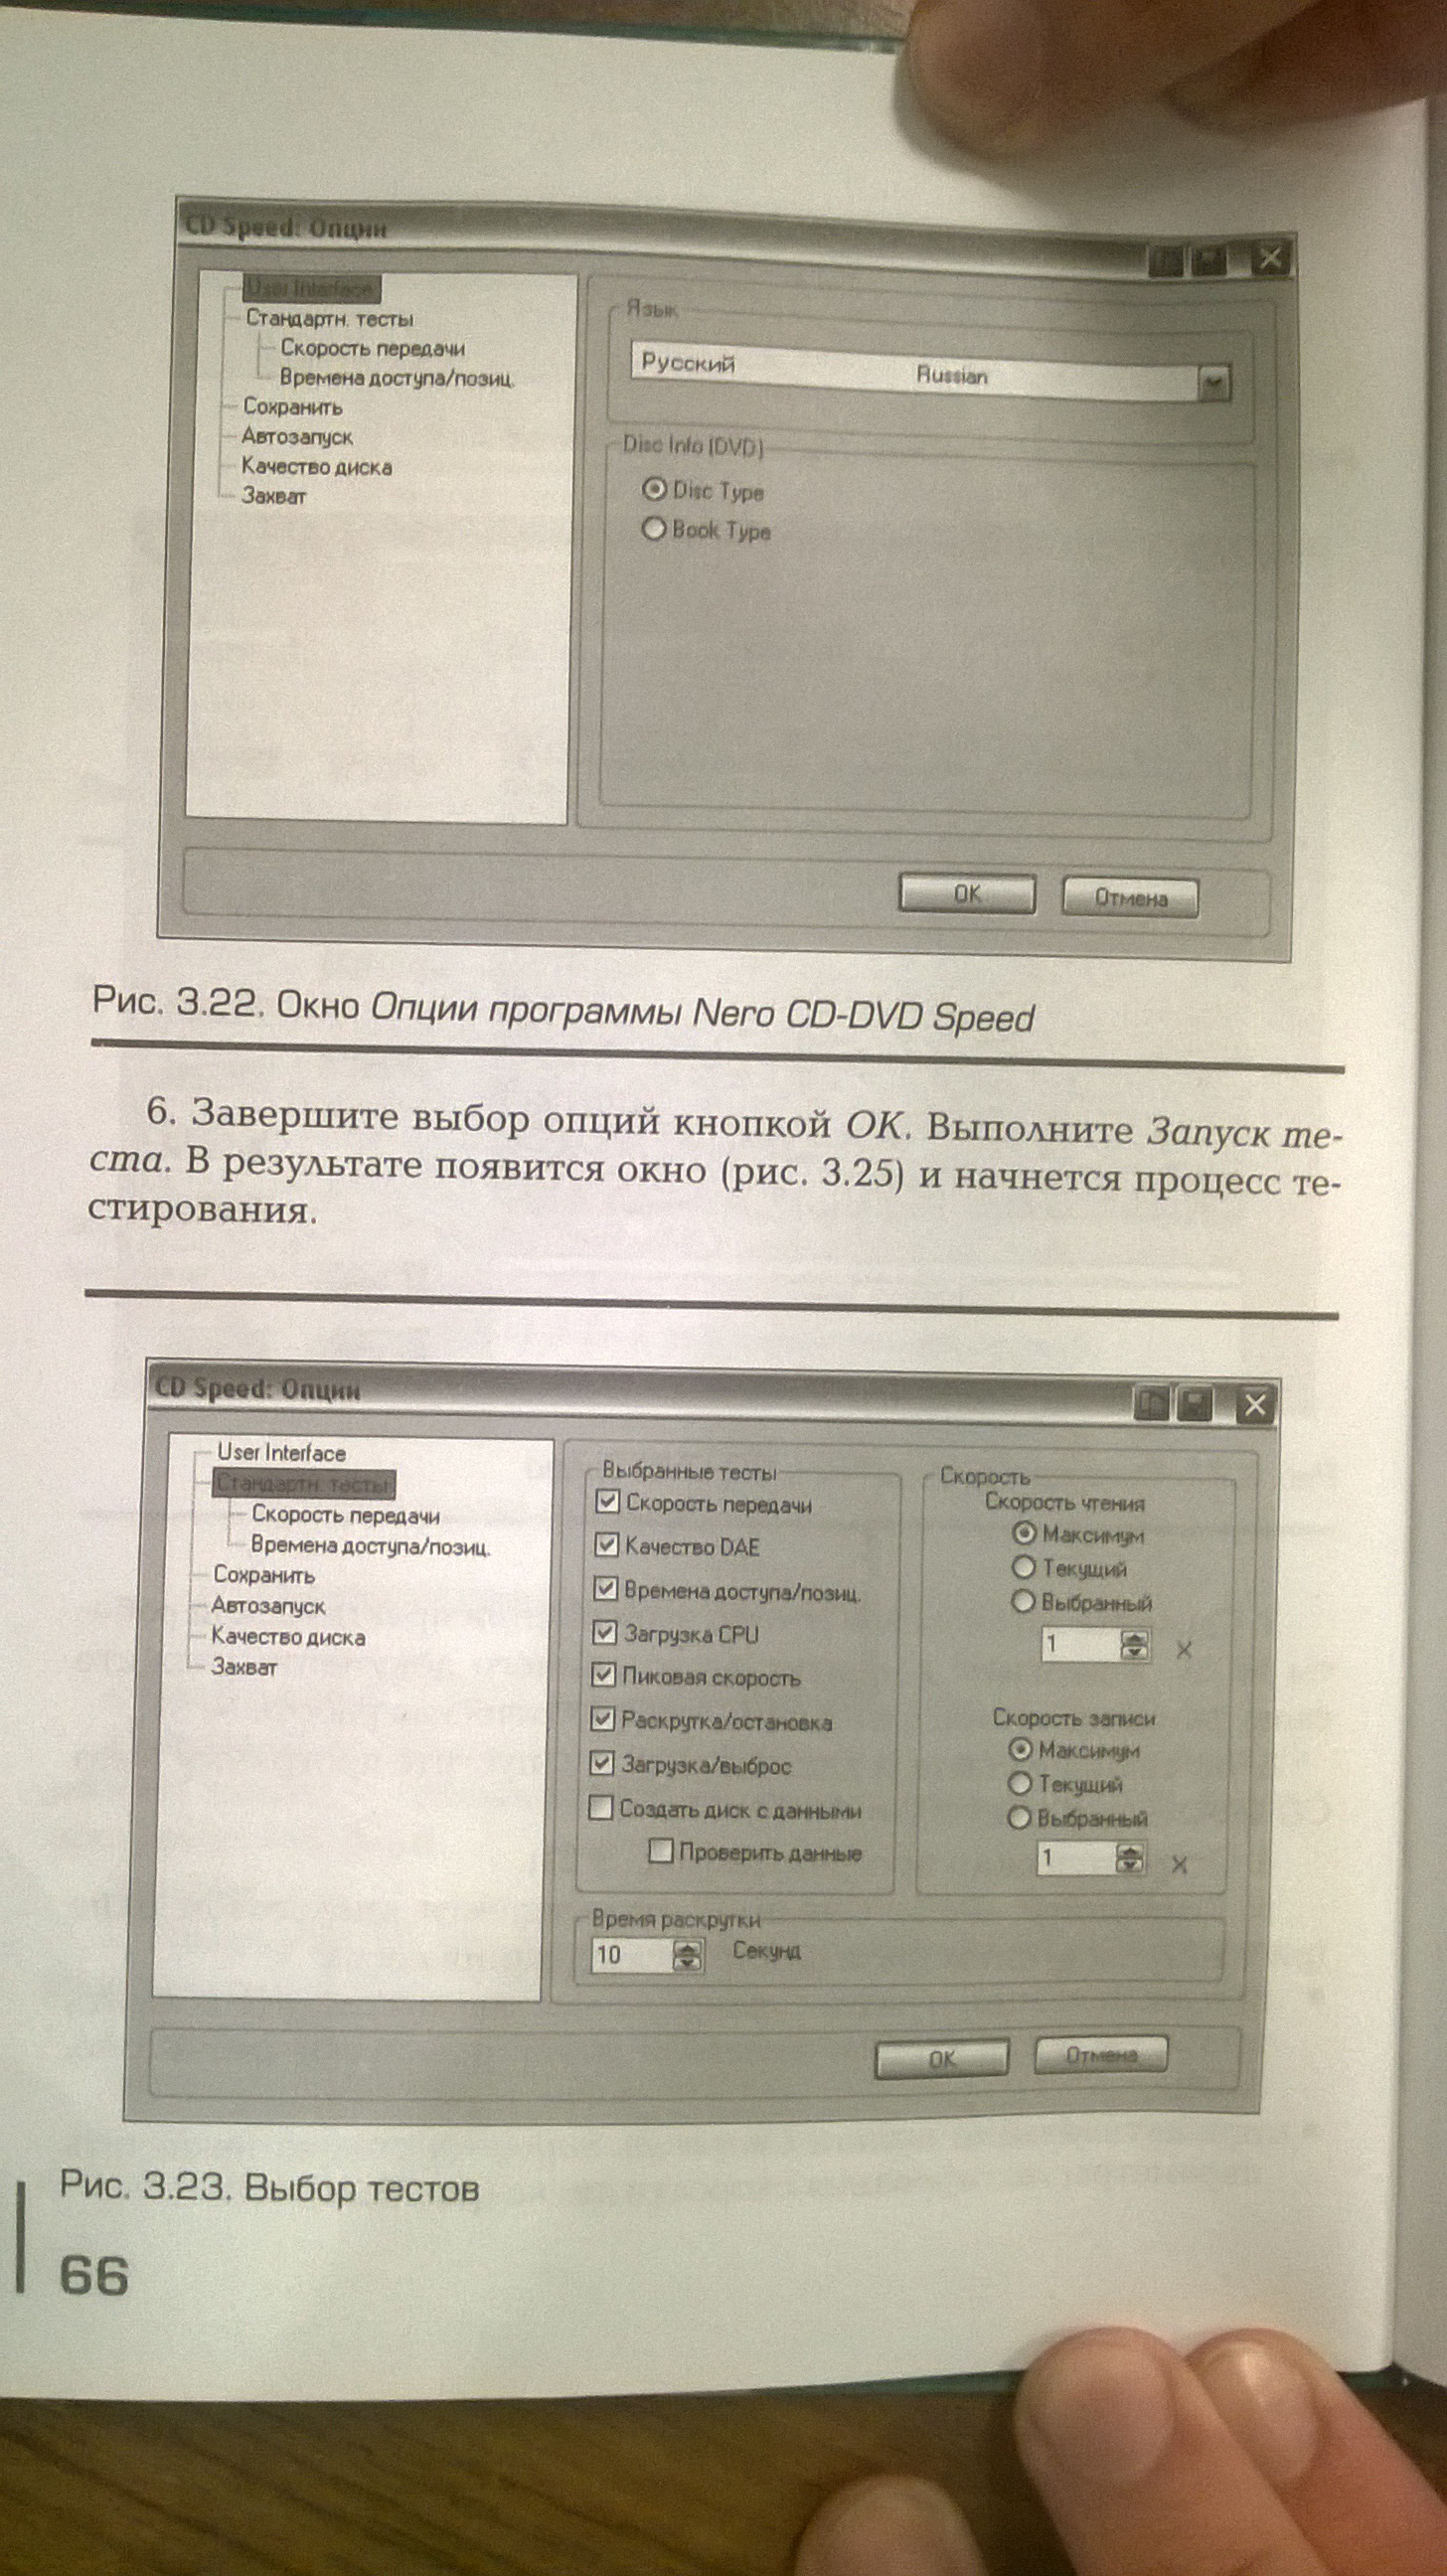 CD Speed: Опции
User Interface
Стандартн. тесты
Скорость передачи
Времена доступа/позиц.
Сохранить
Автозапуск
Качество диска
Захват
Язык
Русский Russian
Disc Info (DVD)
Disc Type
Book Type
OK Отмена
Рис. 3.22. Окно Опции программы Nero CD-DVD Speed
6. Завершите выбор опций кнопкой OK. Выполните Запуск те-
ста. В результате появится окно (рис. 3.25) и начнется процесс те-
стирования.
CD Speed: Опции
User Interface
Стандартн. тесты
Скорость передачи
Времена доступа/позиц.
Сохранить
Автозапуск
Качество диска
Захват
Выбранные тесты
Скорость передачи
Качество DAE
Времена доступа/позиц.
Загрузка CPU
Пиковая скорость
Раскрутка/остановка
Загрузка/выброс
Создать диск с данными
Проверить данные
Скорость
Скорость чтения
Максимум
Текущий
Выбранный
1 X
Скорость записи
Максимум
Текущий
Выбранный
1 X
Время раскрутки
10 Секунд
OK Отмена
Рис. 3.23. Выбор тестов
66